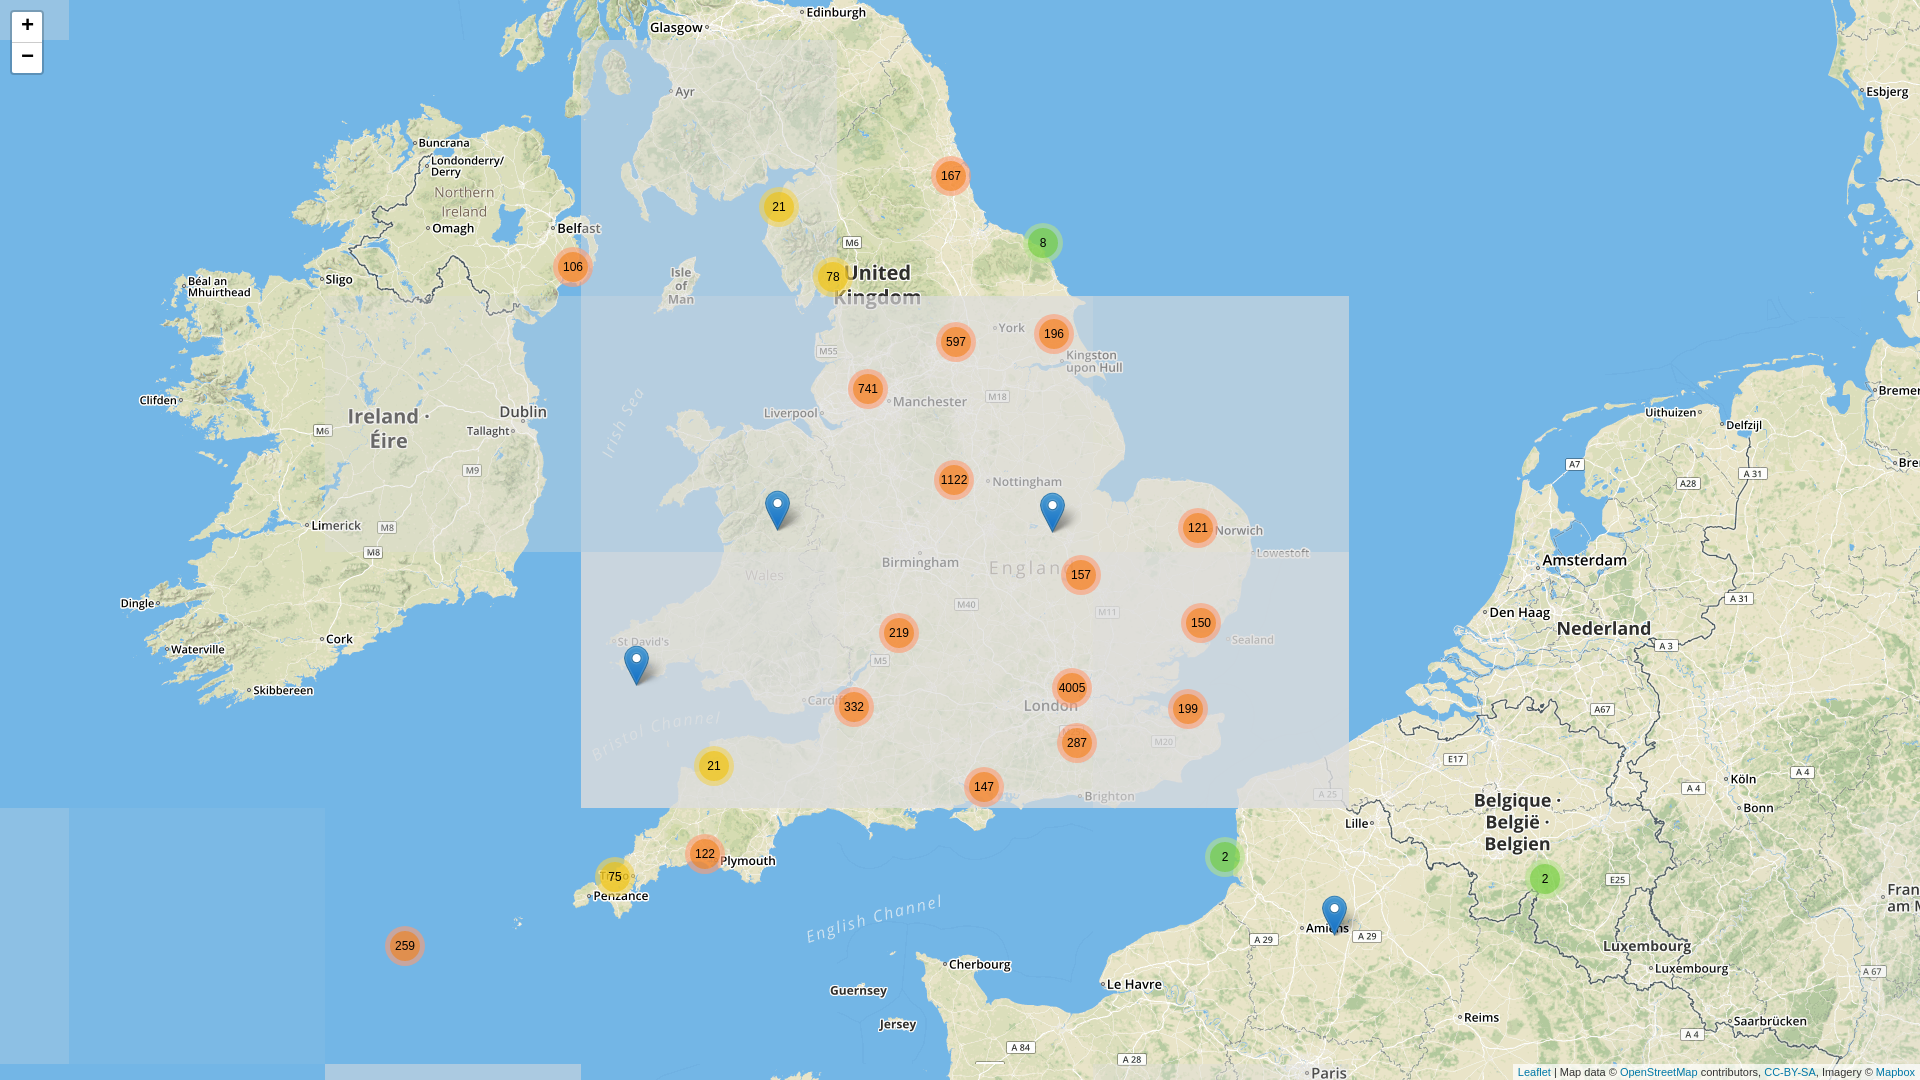 +
−
Glasgow
Edinburgh
Ayr
Esbjerg
Buncrana
Londonderry/
Derry
167
Northern
Ireland
21
Omagh
Belfast
M6
8
106
Isle
of
Man
78
United
Kingdom
Sligo
Béal an
Mhuirthead
York
196
597
M55
Kingston
upon Hull
741
Manchester
M18
Liverpool
Clifden
Irish Sea
Ireland ·
Éire
Dublin
Tallaght
M6
M9
Uithuizen
Delfzijl
Bremer
Bre
A7
A 31
A28
1122
Nottingham
Limerick
M8
M8
121
Norwich
Lowestoft
Birmingham
Englan
157
Wales
Amsterdam
Dingle
M40
M11
A 31
Den Haag
150
219
Cork
Waterville
St David's
Sealand
Nederland
A 3
M5
Skibbereen
4005
London
Cardiff
332
199
A67
Bristol Channel
287
M20
E17
21
147
Brighton
A 25
Köln
A 4
A 4
Bonn
Belgique ·
België ·
Belgien
Lille
122
Plymouth
2
75
Penzance
2
E25
Fran
am M
English Channel
259
Amiens
A 29
A 29
Luxembourg
Luxembourg
Cherbourg
A 67
Le Havre
Guernsey
Jersey
Reims
Saarbrücken
A 4
A 84
A 28
Paris
Leaflet | Map data © OpenStreetMap contributors, CC-BY-SA, Imagery © Mapbox